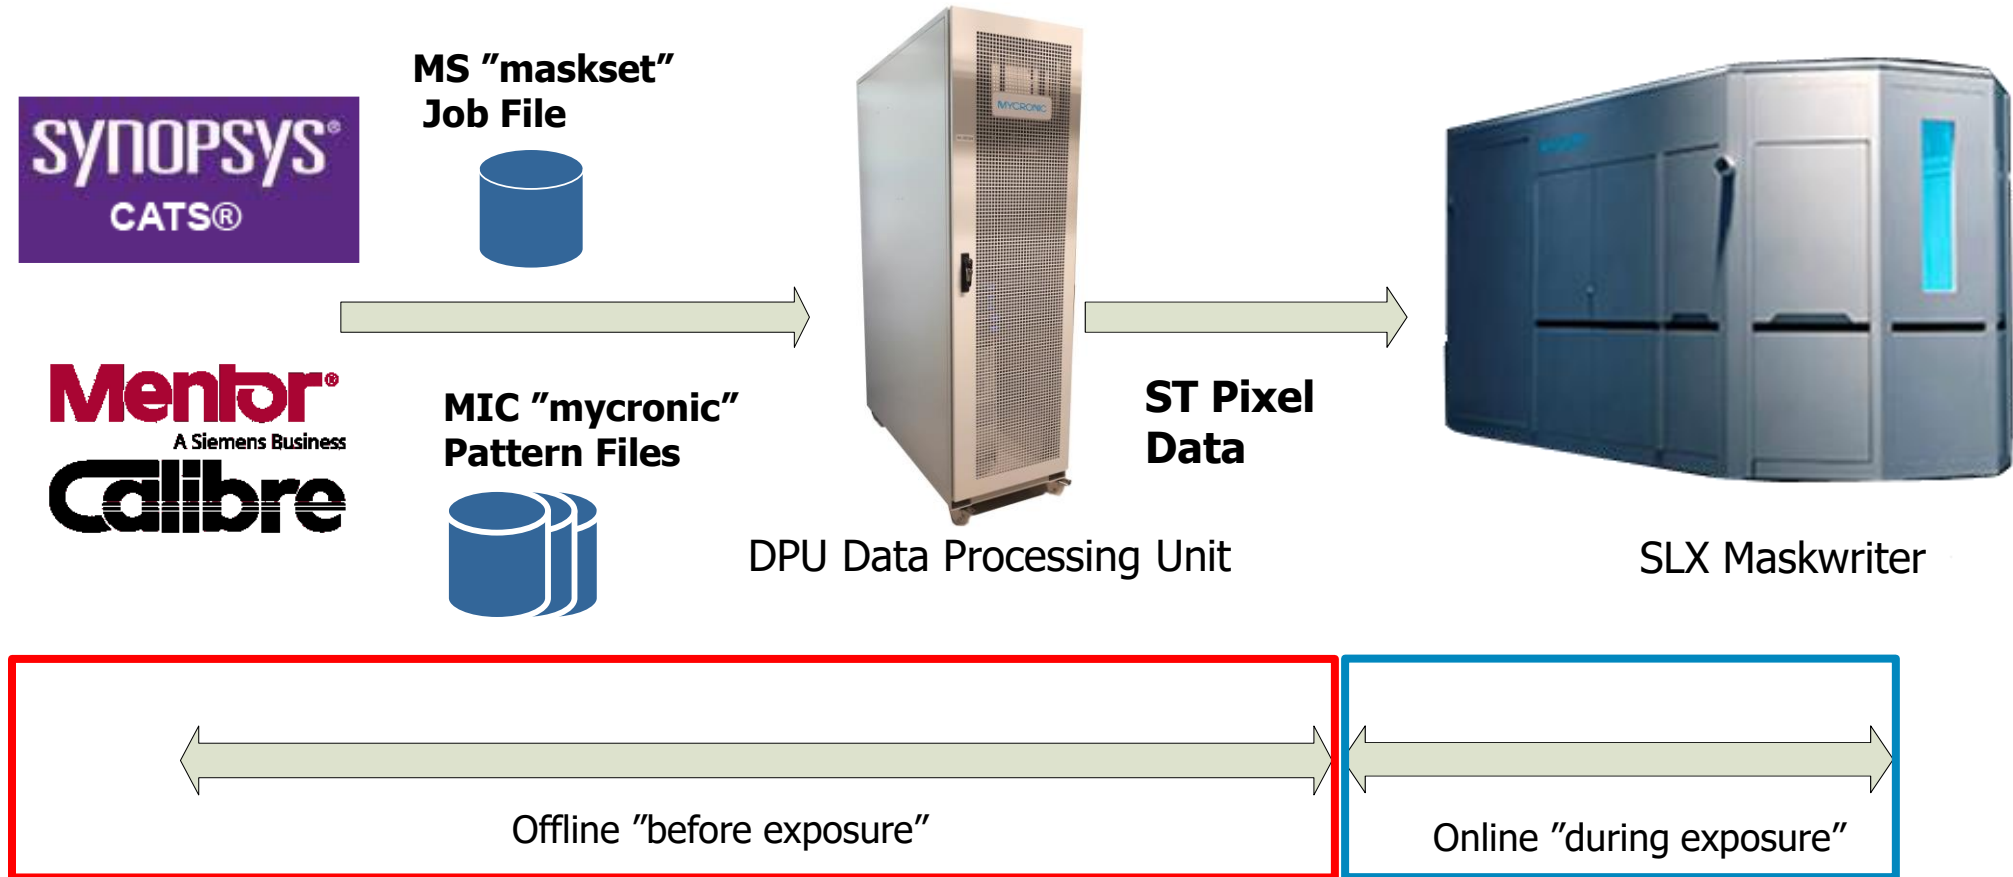 MS ”maskset”
Job File
SYNOPSYS®
CATS®
MYCRONIC
Mentor®
A Siemens Business
Calibre
MIC ”mycronic”
Pattern Files
ST Pixel
Data
DPU Data Processing Unit
SLX Maskwriter
Offline ”before exposure”
Online ”during exposure”